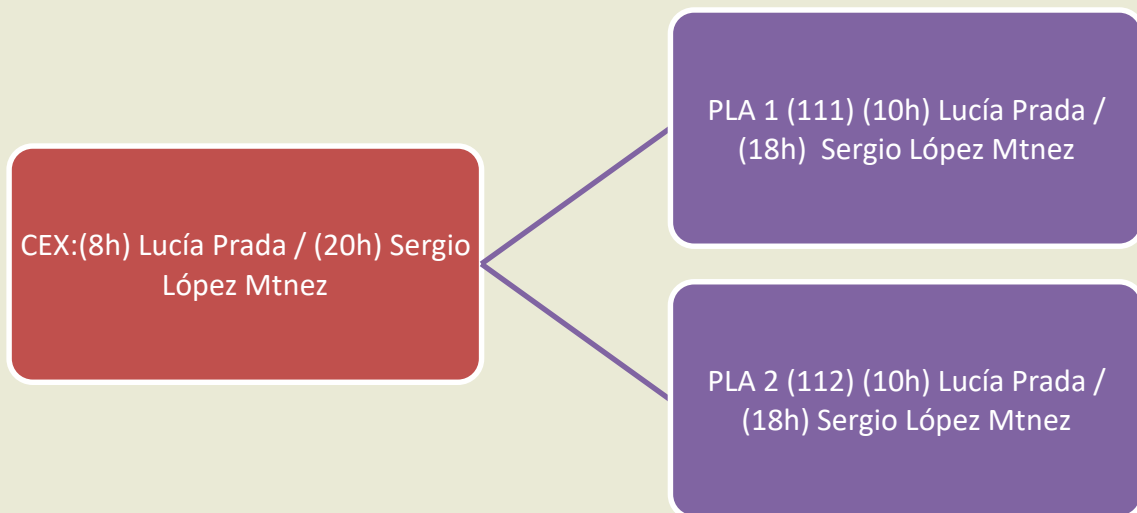 CEX:(8h) Lucía Prada / (20h) Sergio
López Mtnez
PLA 1 (111) (10h) Lucía Prada /
(18h) Sergio López Mtnez
PLA 2 (112) (10h) Lucía Prada /
(18h) Sergio López Mtnez